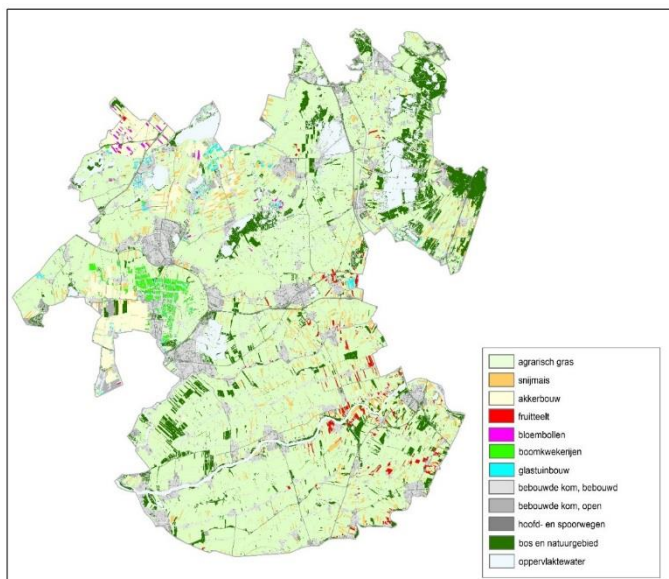 agrarisch gras
snijmais
akkerbouw
fruitteelt
bloembollen
boomkwekerijen
glastuinbouw
bebouwde kom, bebouwd
bebouwde kom, open
hoofd- en spoorwegen
bos en natuurgebied
oppervlaktewater